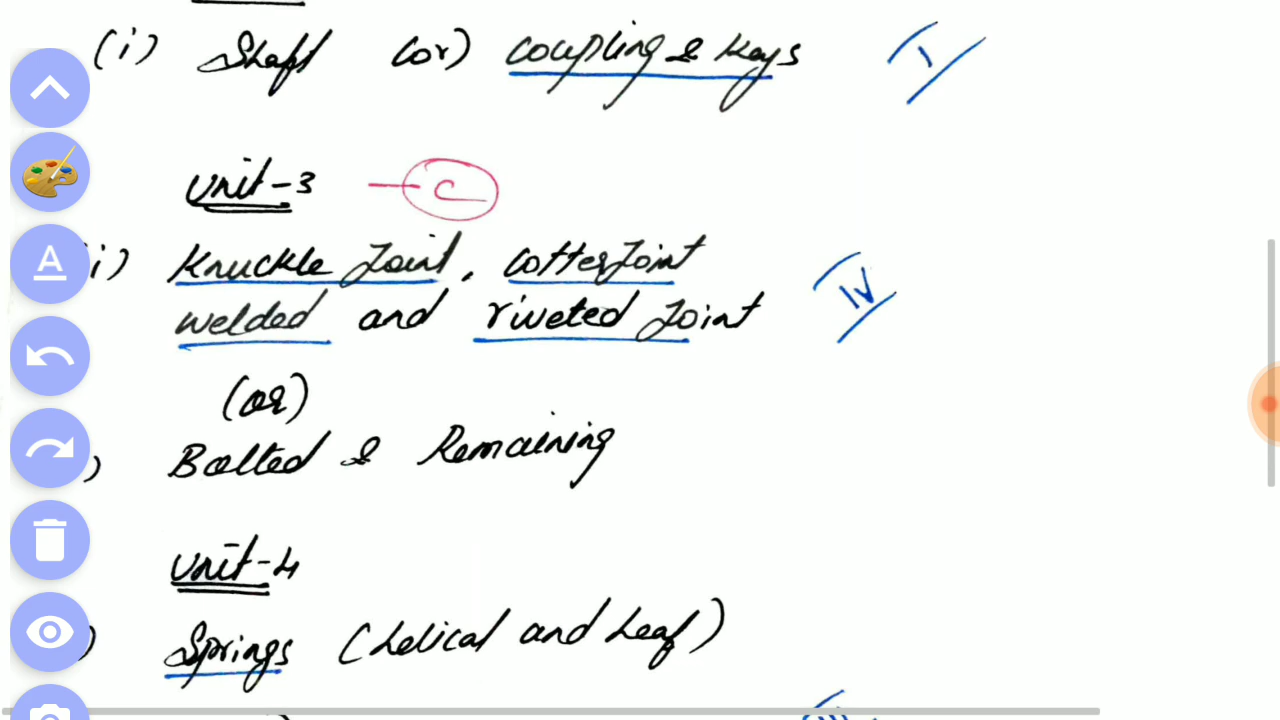 (i) Shaft (or) coupling & keys I
Unit-3 - C
i) Knuckle Joint, Cotter Joint
welded and riveted Joint IV
(or)
) Bolted & Remaining
Unit-4
) Springs (helical and Leaf)